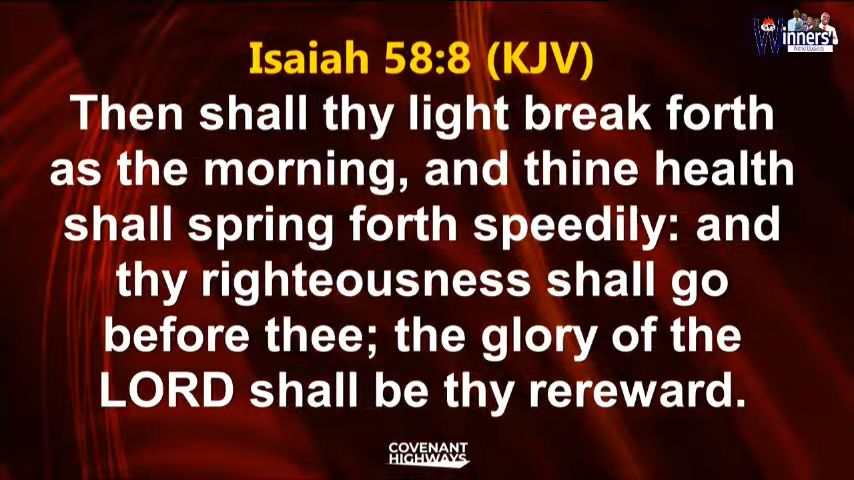 Winners'
Isaiah 58:8 (KJV)
Then shall thy light break forth
as the morning, and thine health
shall spring forth speedily: and
thy righteousness shall go
before thee; the glory of the
LORD shall be thy rereward.
COVENANT
HIGHWAYS